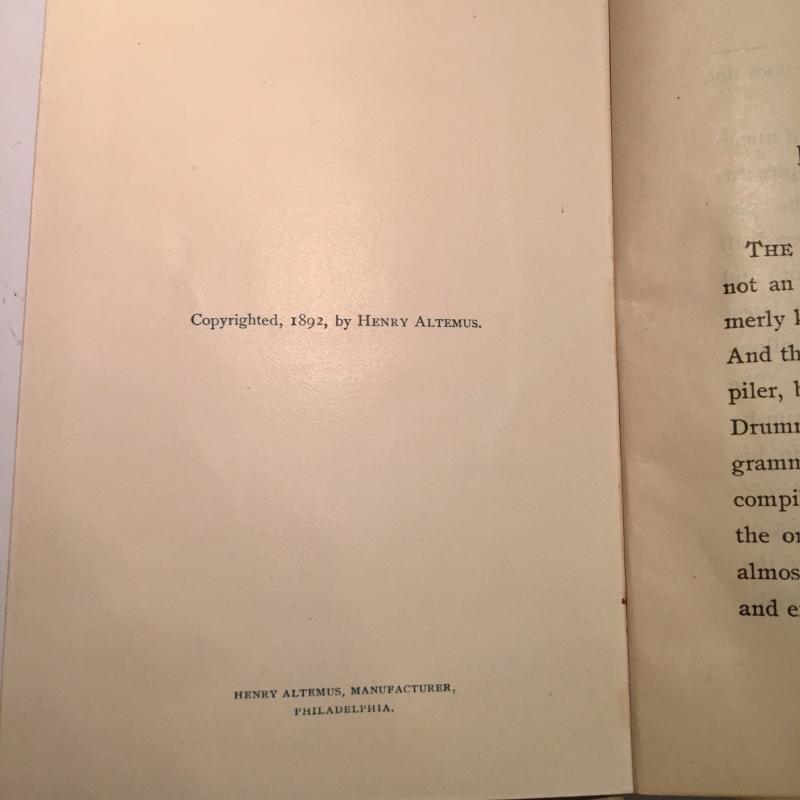 Copyrighted, 1892, by HENRY ALTEMUS.
HENRY ALTEMUS, MANUFACTURER,
PHILADELPHIA.
THE
not an
merly
And th
piler,
Drumm
gramm
compi
the or
almos
and e